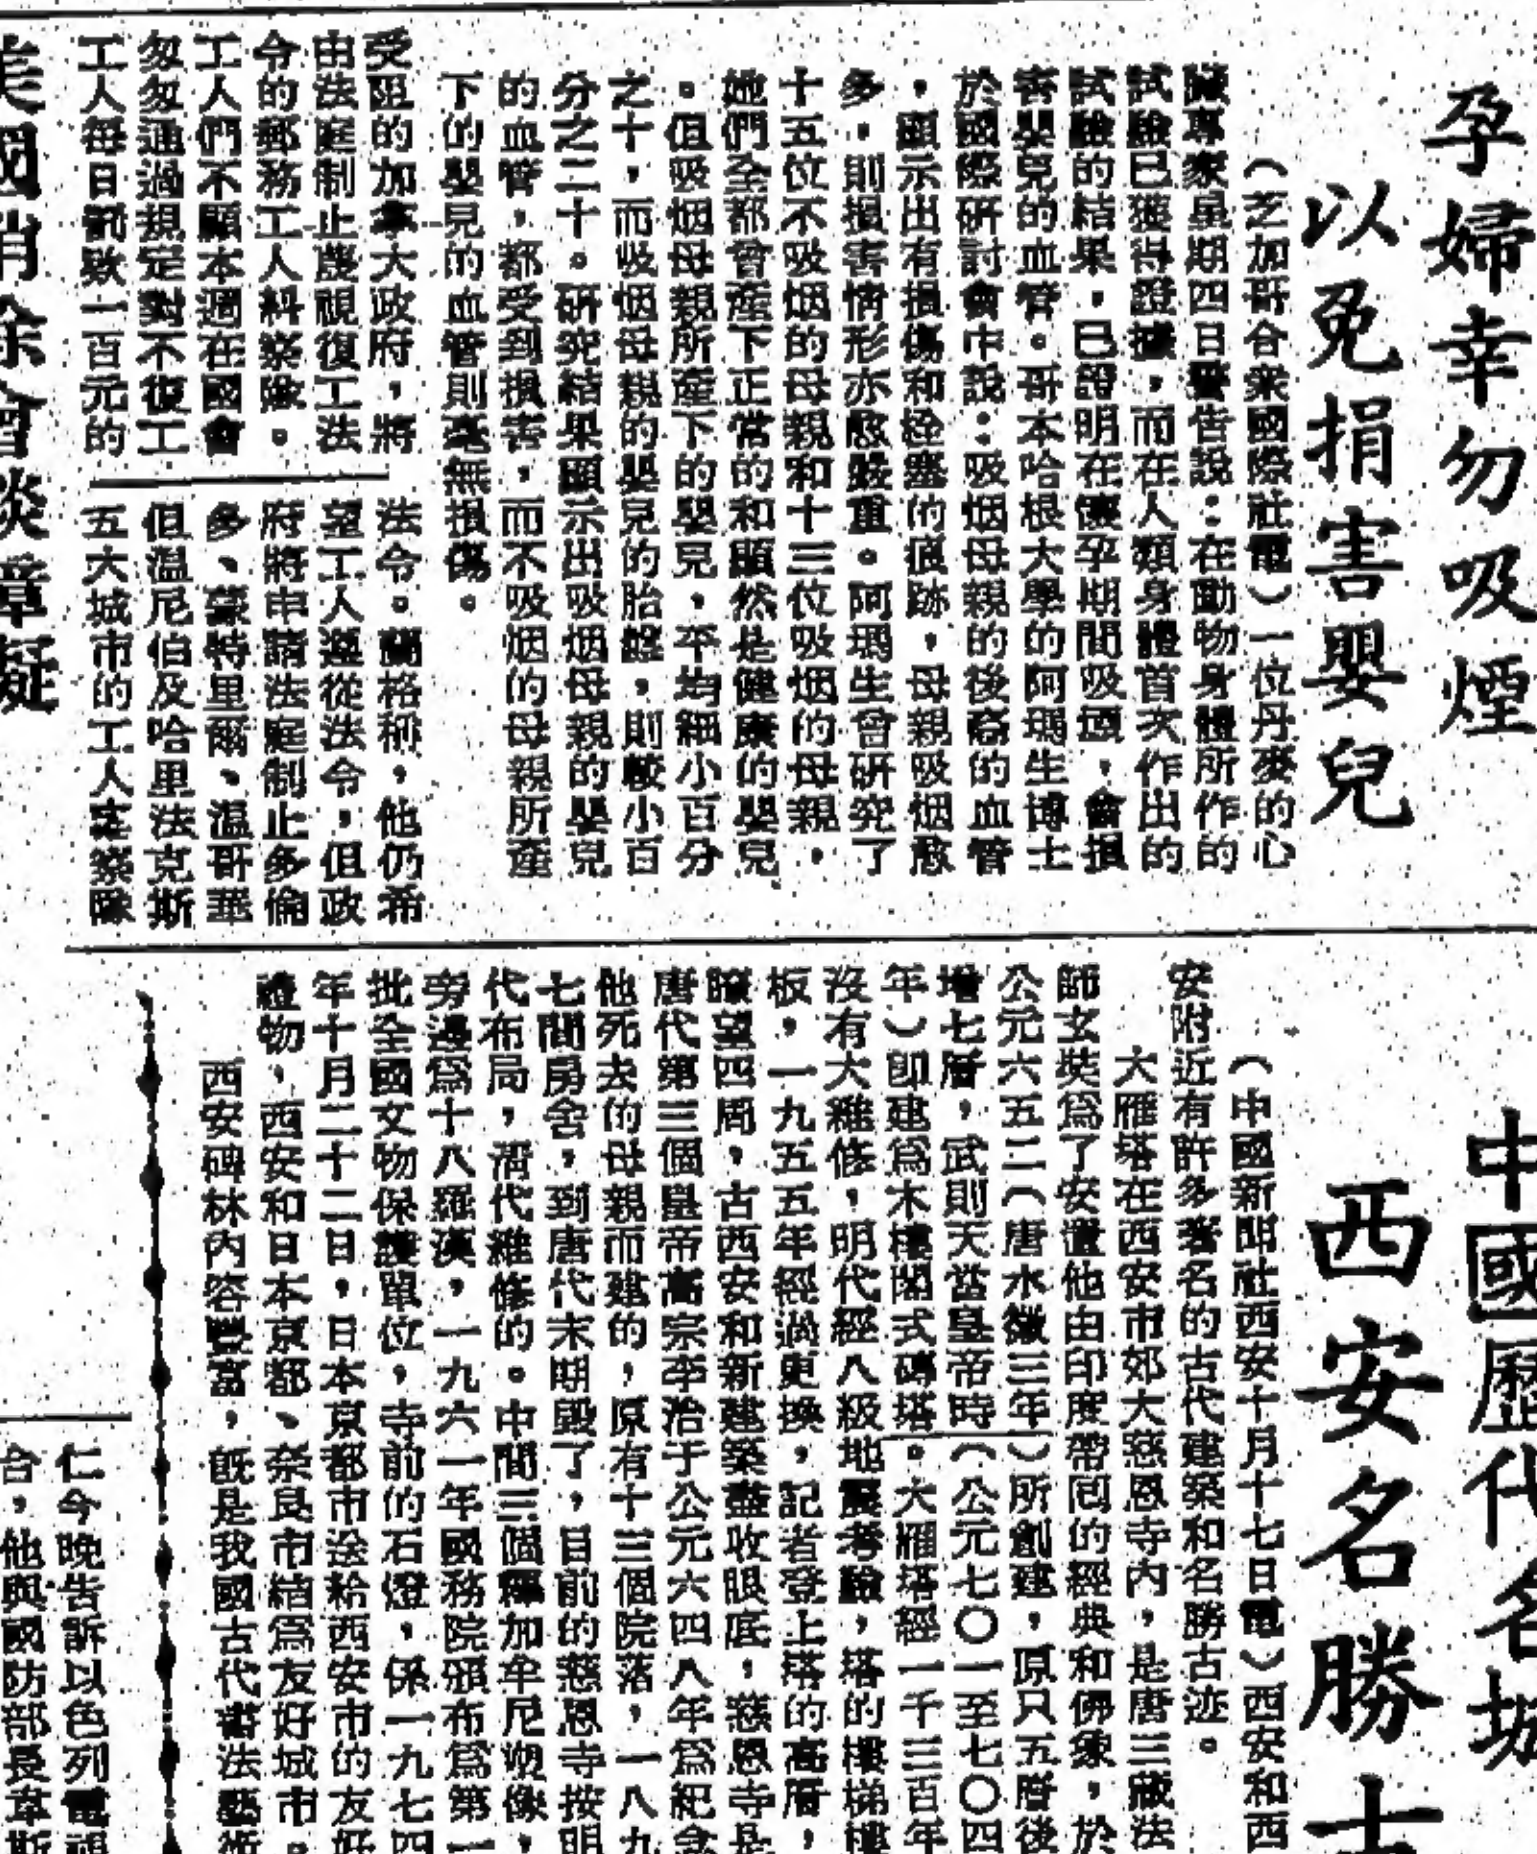 孕婦幸勿吸煙
以免捐害嬰兒
（芝加哥合衆國際社電）一位丹麥的心
臟專家星期四日警告說：在動物身體所作的
試驗已獲得證據，而在人類身體首次作出的
試驗的結果，已證明在懷孕期間吸煙，會損
害嬰兒的血管。哥本哈根大學的阿瑪生博士
於國際研討會中說：吸烟母親的後裔的血管
，顯示出有損傷和栓塞的痕跡，母親吸烟愈
多，則損害情形亦愈嚴重。阿瑪生曾研究了
十五位不吸烟的母親和十三位吸烟的母親，
她們全都曾產下正常的和顯然是健康的嬰兒
。但吸烟母親所產下的嬰兒，平均細小百分
之十，而吸烟母親的嬰兒的胎盤，則較小百
分之二十。研究結果顯示出吸烟母親的嬰兒
的血管，都受到損害，而不吸烟的母親所產
下的嬰兒的血管則毫無損傷。
受阻的加拿大政府，將
由法庭制止蔑視復工法
令的郵務工人糾察隊。
工人們不顧本週在國會
匆匆通過規定對不復工
工人每日罰欵一百元的
法令。蘭格稱，他仍希
望工人遵從法令，但政
府將申請法庭制止多倫
多、蒙特里爾、温哥華
但温尼伯及哈里法克斯
五大城市的工人糾察隊
美國消除會談障礙
中國歷代名城
西安名勝古
（中國新聞社西安十月十七日電）西安和西
安附近有許多著名的古代建築和名勝古迹。
大雁塔在西安市郊大慈恩寺内，是唐三藏法
師玄奘爲了安置他由印度帶囘的經典和佛象，於
公元六五二（唐永徽三年）所創建，原只五層後
增七層，武則天當皇帝時（公元七〇一至七〇四
年）卽建爲木樓閣式磚塔。大雁塔經一千三百年
沒有大維修，明代經八級地震考驗，塔的樓梯樓
板，一九五五年經過更換，記者登上塔的高層，
瞭望四周，古西安和新建築盡收眼底，慈恩寺是
唐代第三個皇帝高宗李治于公元六四八年爲紀念
他死去的母親而建的，原有十三個院落，一八九
七間房舍，到唐代末期毀了，目前的慈恩寺按明
代布局，清代維修的。中間三個釋加牟尼塑像，
旁邊爲十八羅漢，一九六一年國務院頒布爲第一
批全國文物保護單位，寺前的石燈，係一九七四
年十月二十二日，日本京都市送給西安市的友好
禮物，西安和日本京都、奈良市結爲友好城市。
西安碑林内容豐富，旣是我國古代書法藝術
仁今晚告訴以色列電視
合，他與國防部長韋斯